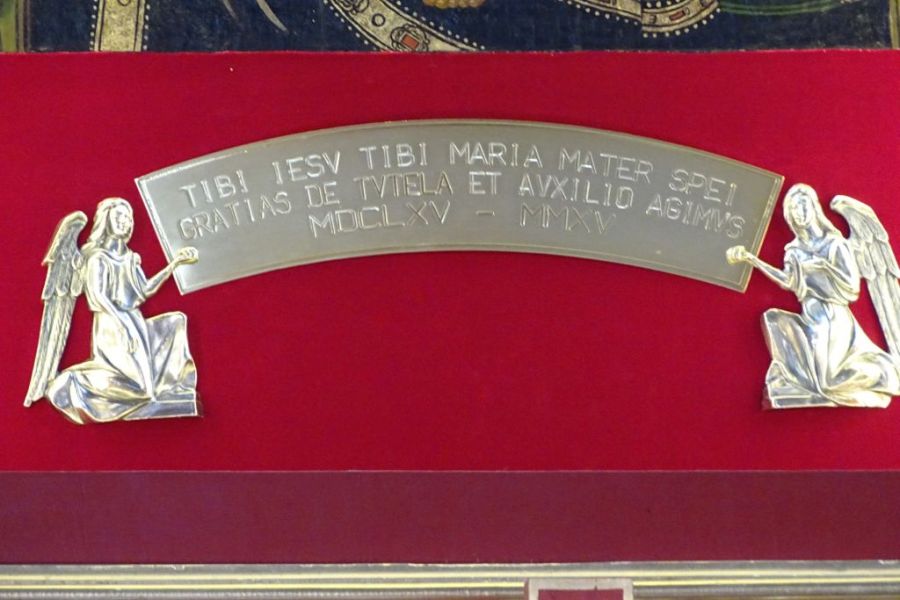 TIBI IESV TIBI MARIA MATER SPEI
GRATIAS DE TVTELA ET AVXILIO AGIMVS
MDCLXV - MMXV